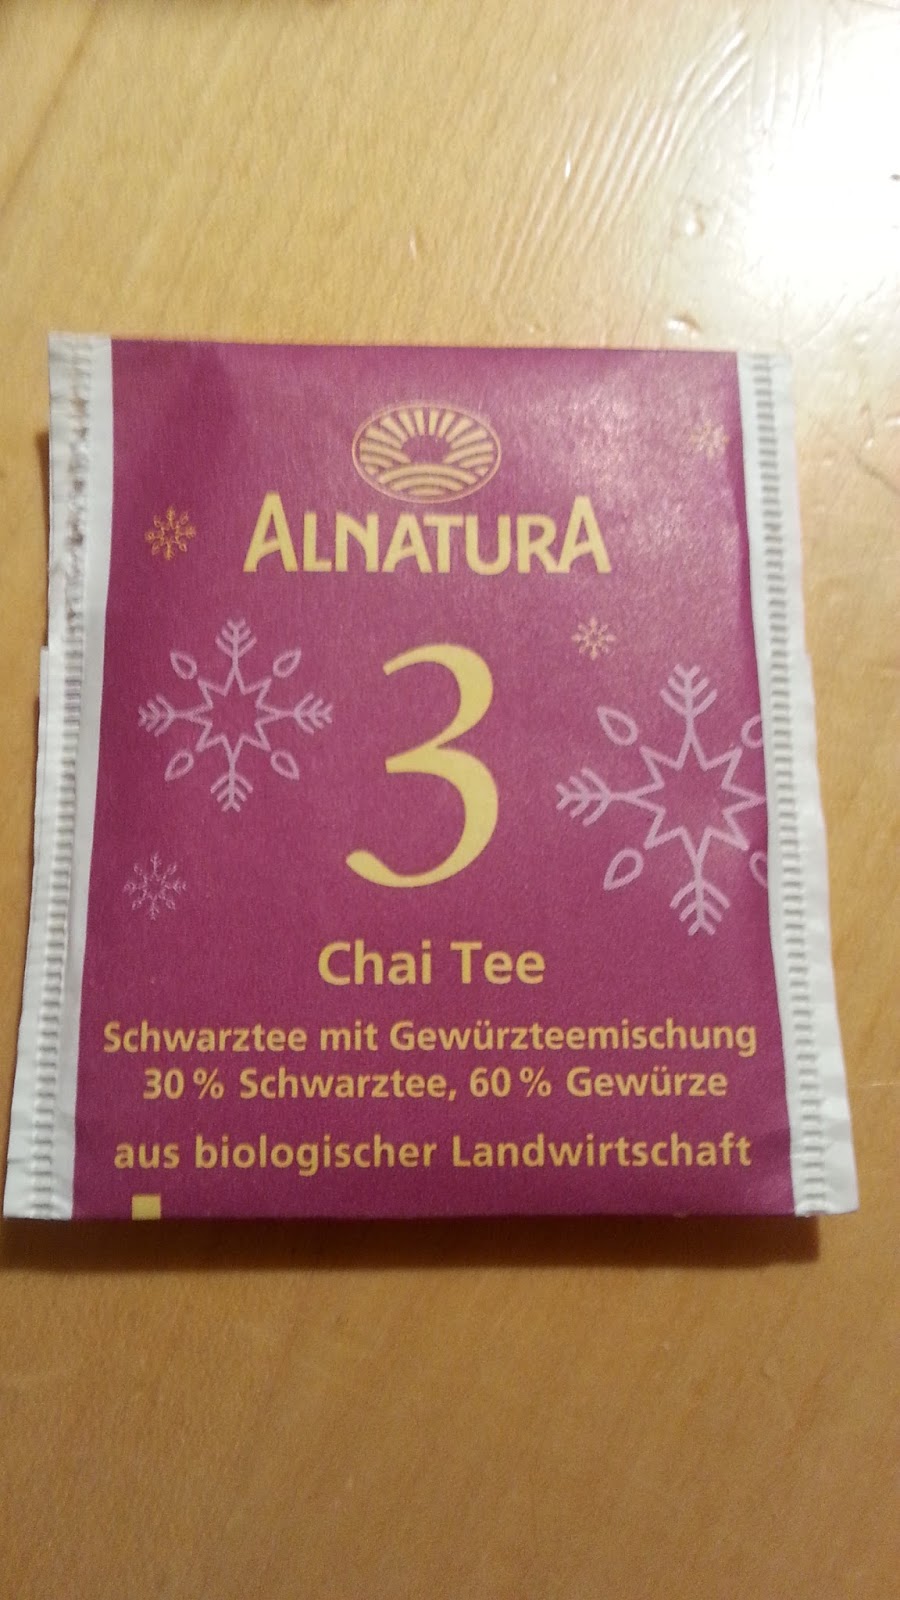 ALNATURA
3
Chai Tee
Schwarztee mit Gewürzteemischung
30 % Schwarztee, 60 % Gewürze
aus biologischer Landwirtschaft